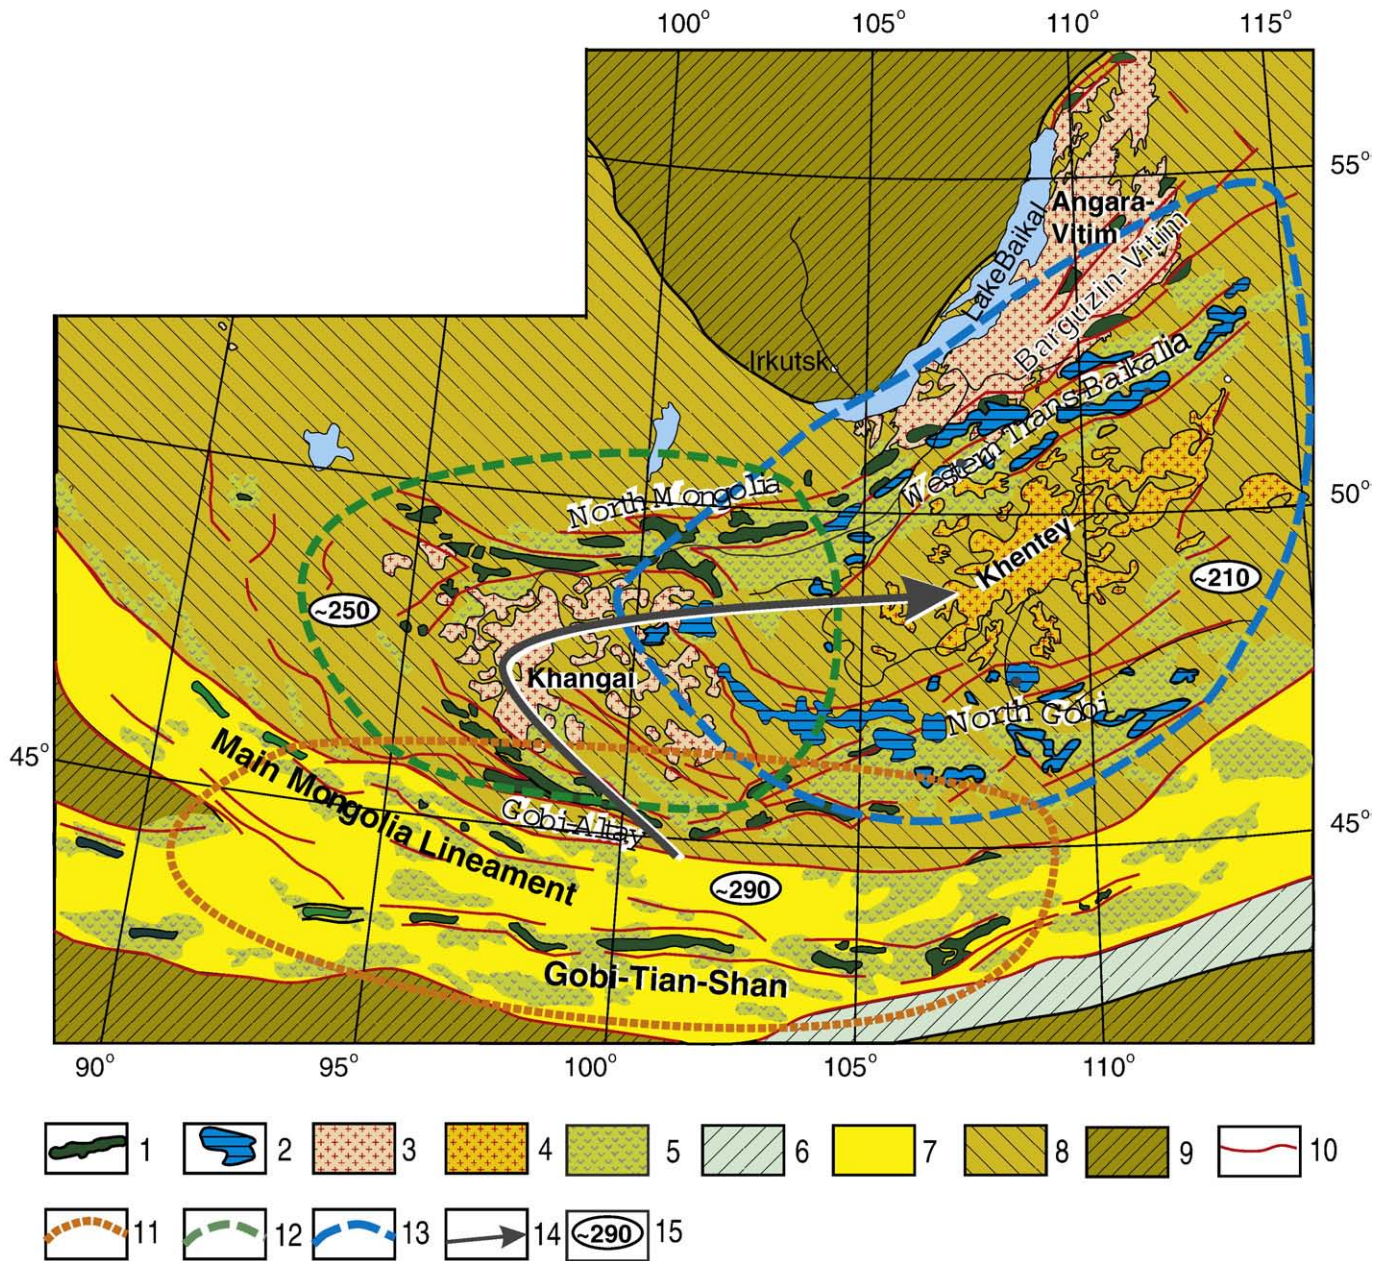 100° 105° 110° 115°
55°
Angara-
Vitim
Lake Baikal
Barguzin-Vitim
Irkutsk
Western Trans-Baikalia
50°
North Mongolia
Khentey
~250
~210
Khangai
North Gobi
45°
Main Mongolia Lineament
Gobi-Altay
45°
~290
Gobi-Tian-Shan
90° 95° 100° 105° 110°
1 2 3 4 5 6 7 8 9 10
11 12 13 14 ~290 15